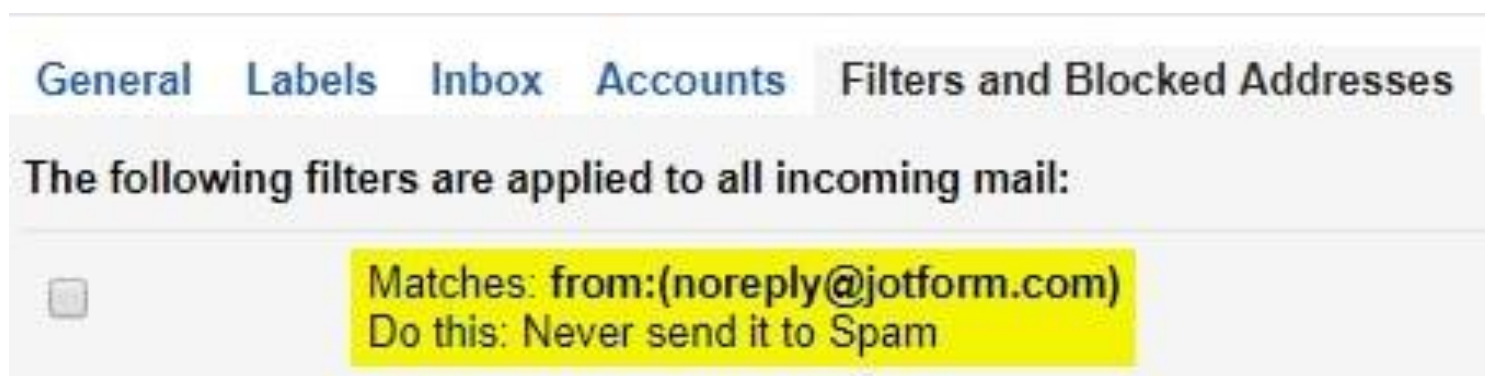 General Labels Inbox Accounts Filters and Blocked Addresses
The following filters are applied to all incoming mail:
Matches: from:(noreply@jotform.com)
Do this: Never send it to Spam